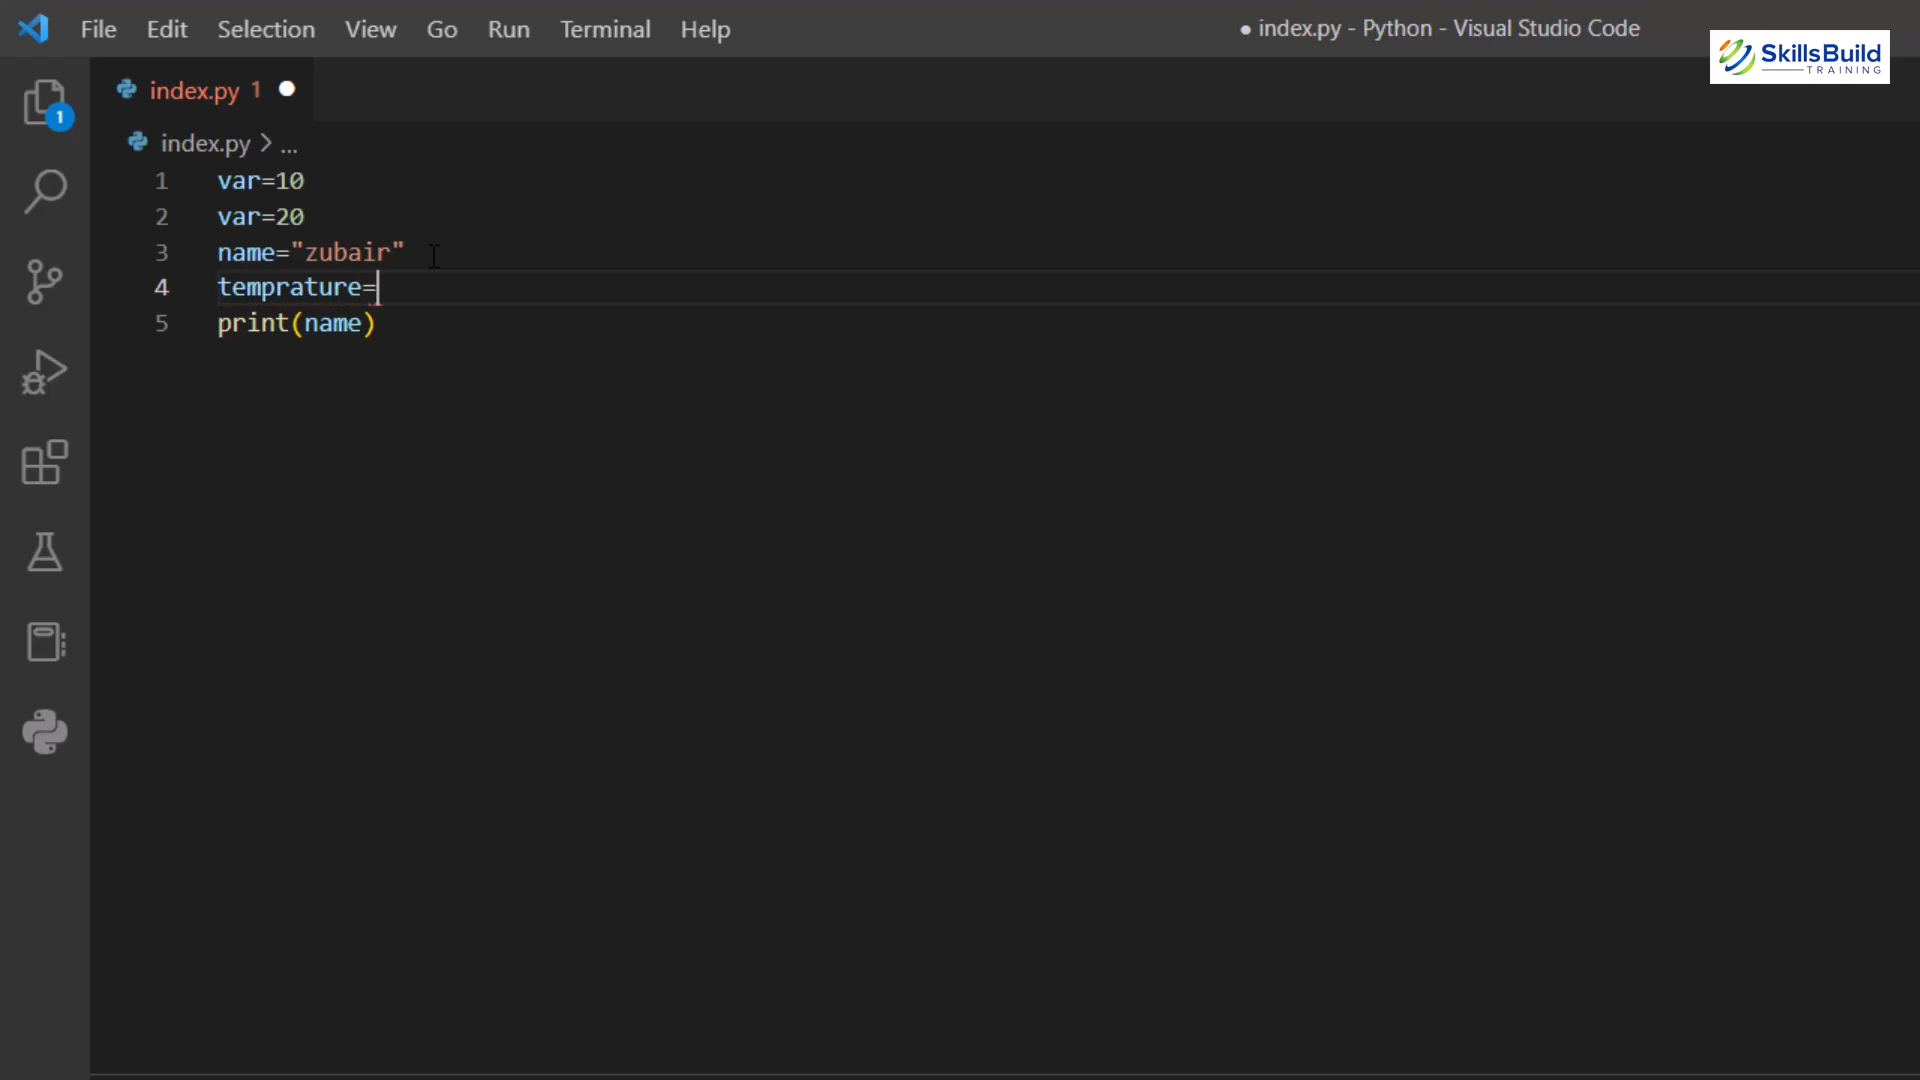 File Edit Selection View Go Run Terminal Help
● index.py - Python - Visual Studio Code
SkillsBuild
TRAINING
index.py 1 ●
1
index.py > ...
1 var=10
2 var=20
3 name="zubair"
4 temprature=
5 print(name)